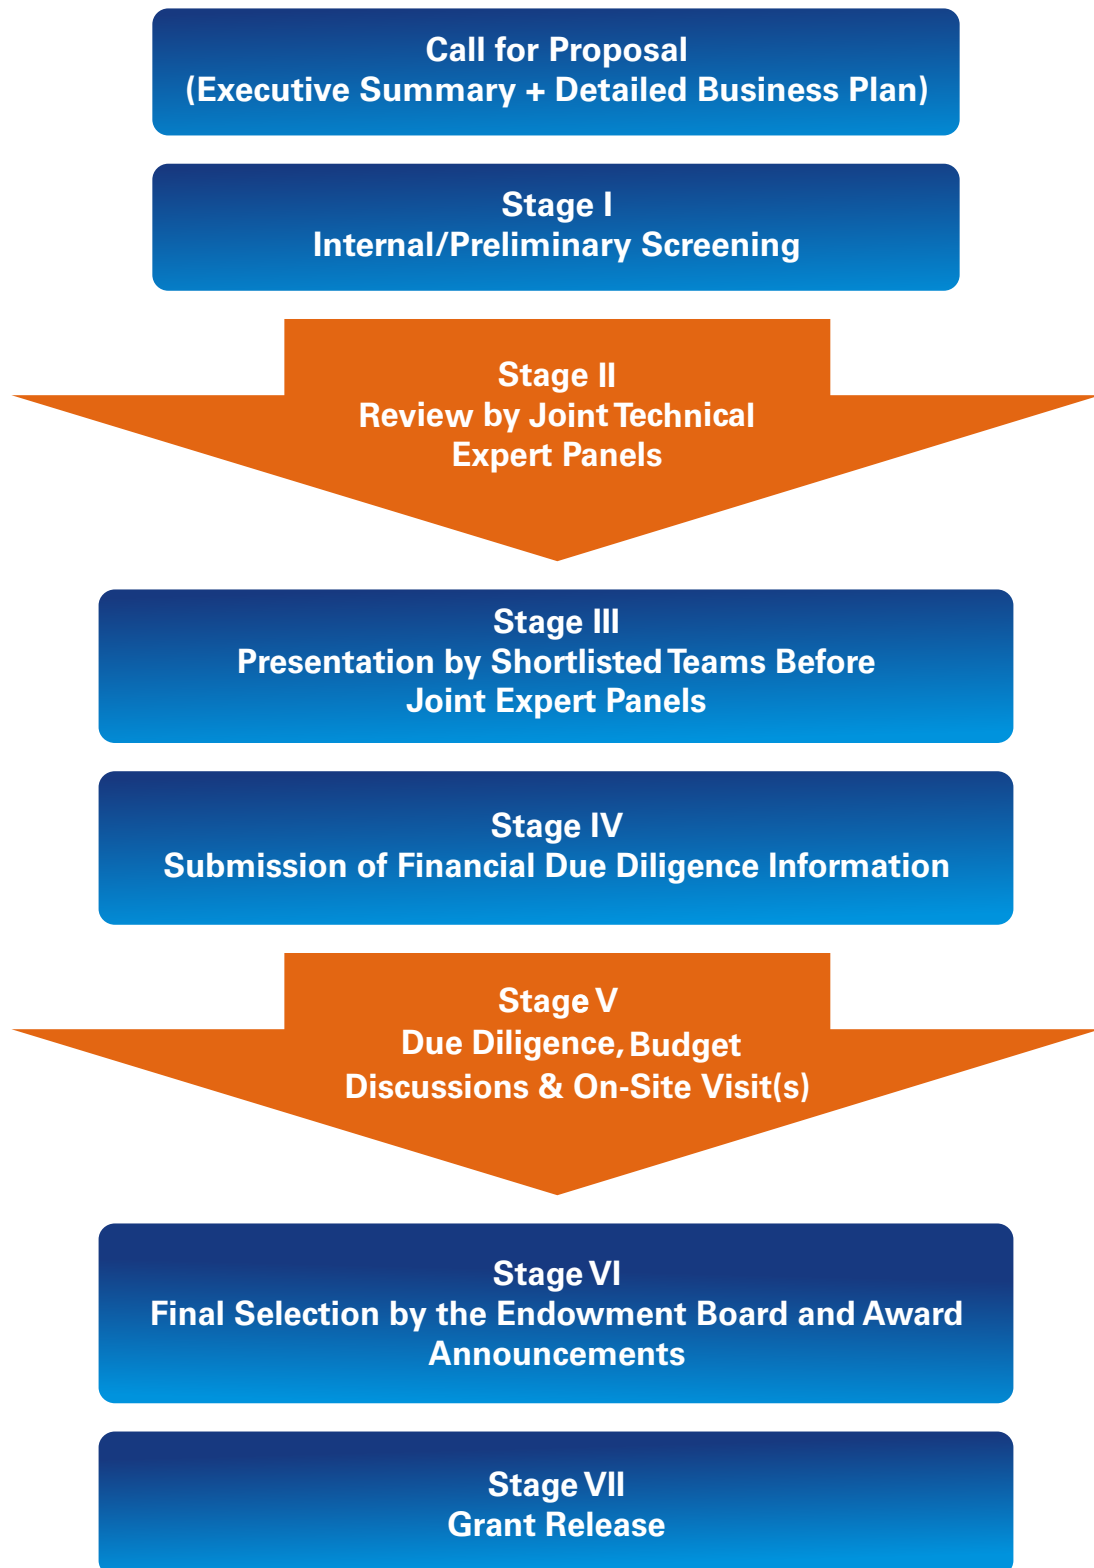 Call for Proposal
(Executive Summary + Detailed Business Plan)
Stage I
Internal/Preliminary Screening
Stage II
Review by Joint Technical
Expert Panels
Stage III
Presentation by Shortlisted Teams Before
Joint Expert Panels
Stage IV
Submission of Financial Due Diligence Information
Stage V
Due Diligence, Budget
Discussions & On-Site Visit(s)
Stage VI
Final Selection by the Endowment Board and Award
Announcements
Stage VII
Grant Release